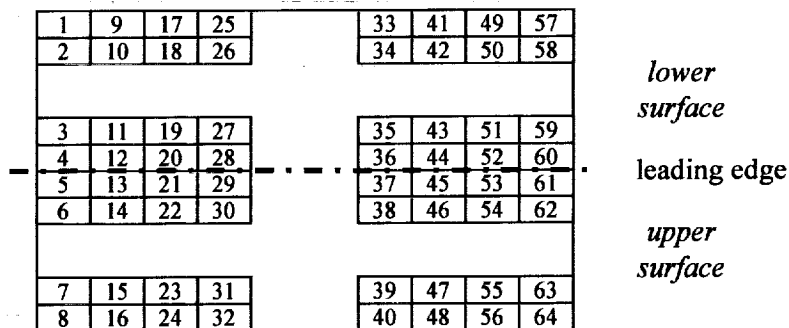 1 9 17 25 33 41 49 57
2 10 18 26 34 42 50 58
lower
surface
3 11 19 27 35 43 51 59
4 12 20 28 36 44 52 60
leading edge
5 13 21 29 37 45 53 61
6 14 22 30 38 46 54 62
upper
surface
7 15 23 31 39 47 55 63
8 16 24 32 40 48 56 64